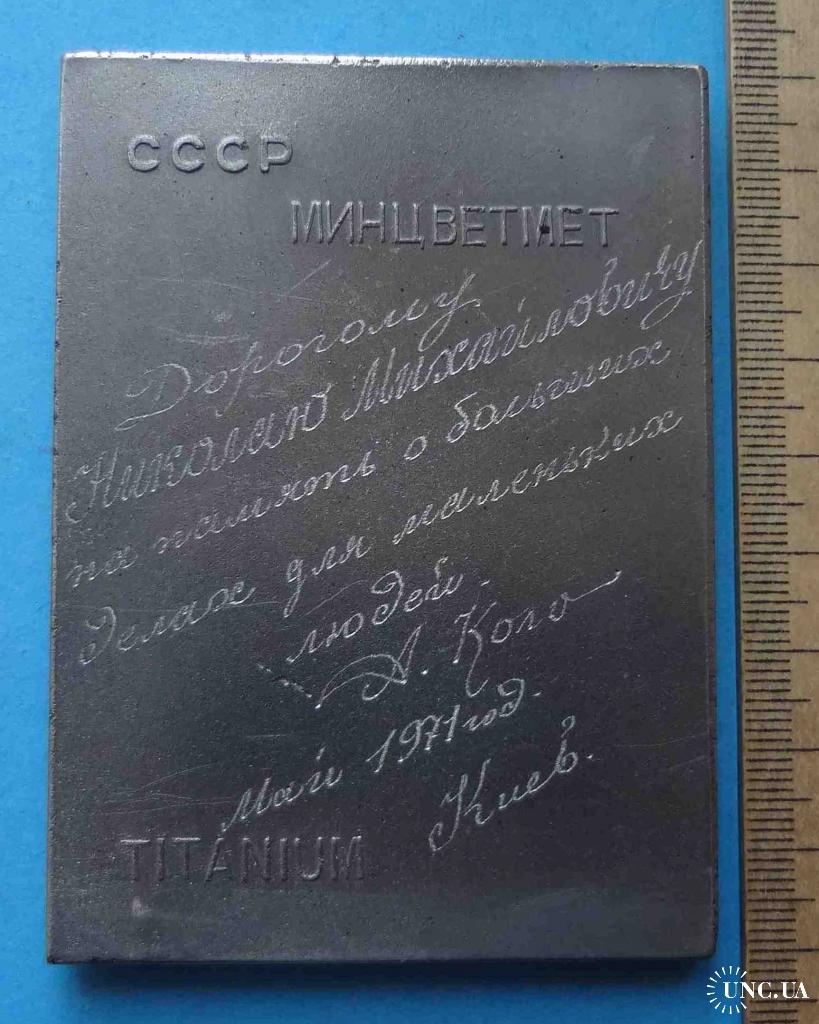 СССР
МИНЦВЕТМЕТ
Дорогому
Николаю Михайловичу
на память о больших
делах для маленьких
людей.
А. Кого
Май 1971 год.
Киев.
TITANIUM
UNC.UA